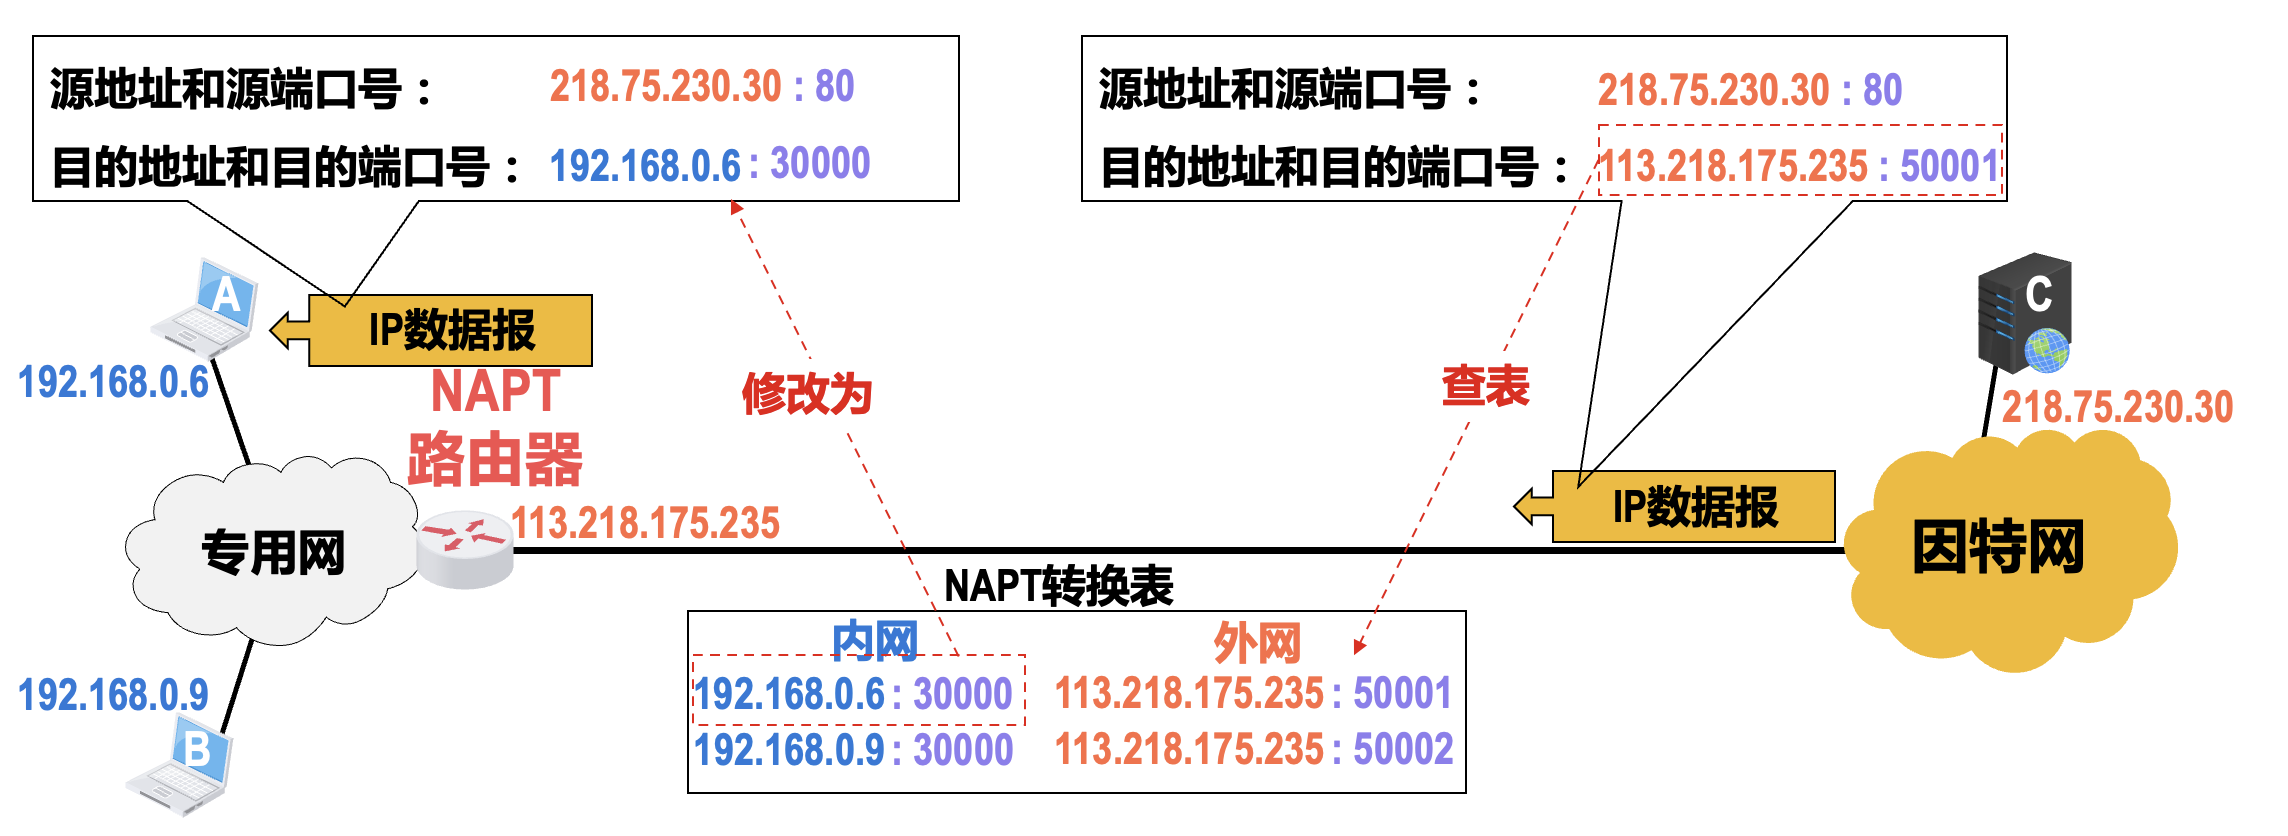 源地址和源端口号： 218.75.230.30 : 80
目的地址和目的端口号： 192.168.0.6 : 30000
源地址和源端口号： 218.75.230.30 : 80
目的地址和目的端口号： 113.218.175.235 : 50001
A
IP数据报
192.168.0.6
NAPT
路由器
修改为
查表
C
218.75.230.30
IP数据报
专用网
113.218.175.235
因特网
NAPT转换表
内网 外网
192.168.0.6 : 30000 113.218.175.235 : 50001
192.168.0.9 : 30000 113.218.175.235 : 50002
192.168.0.9
B